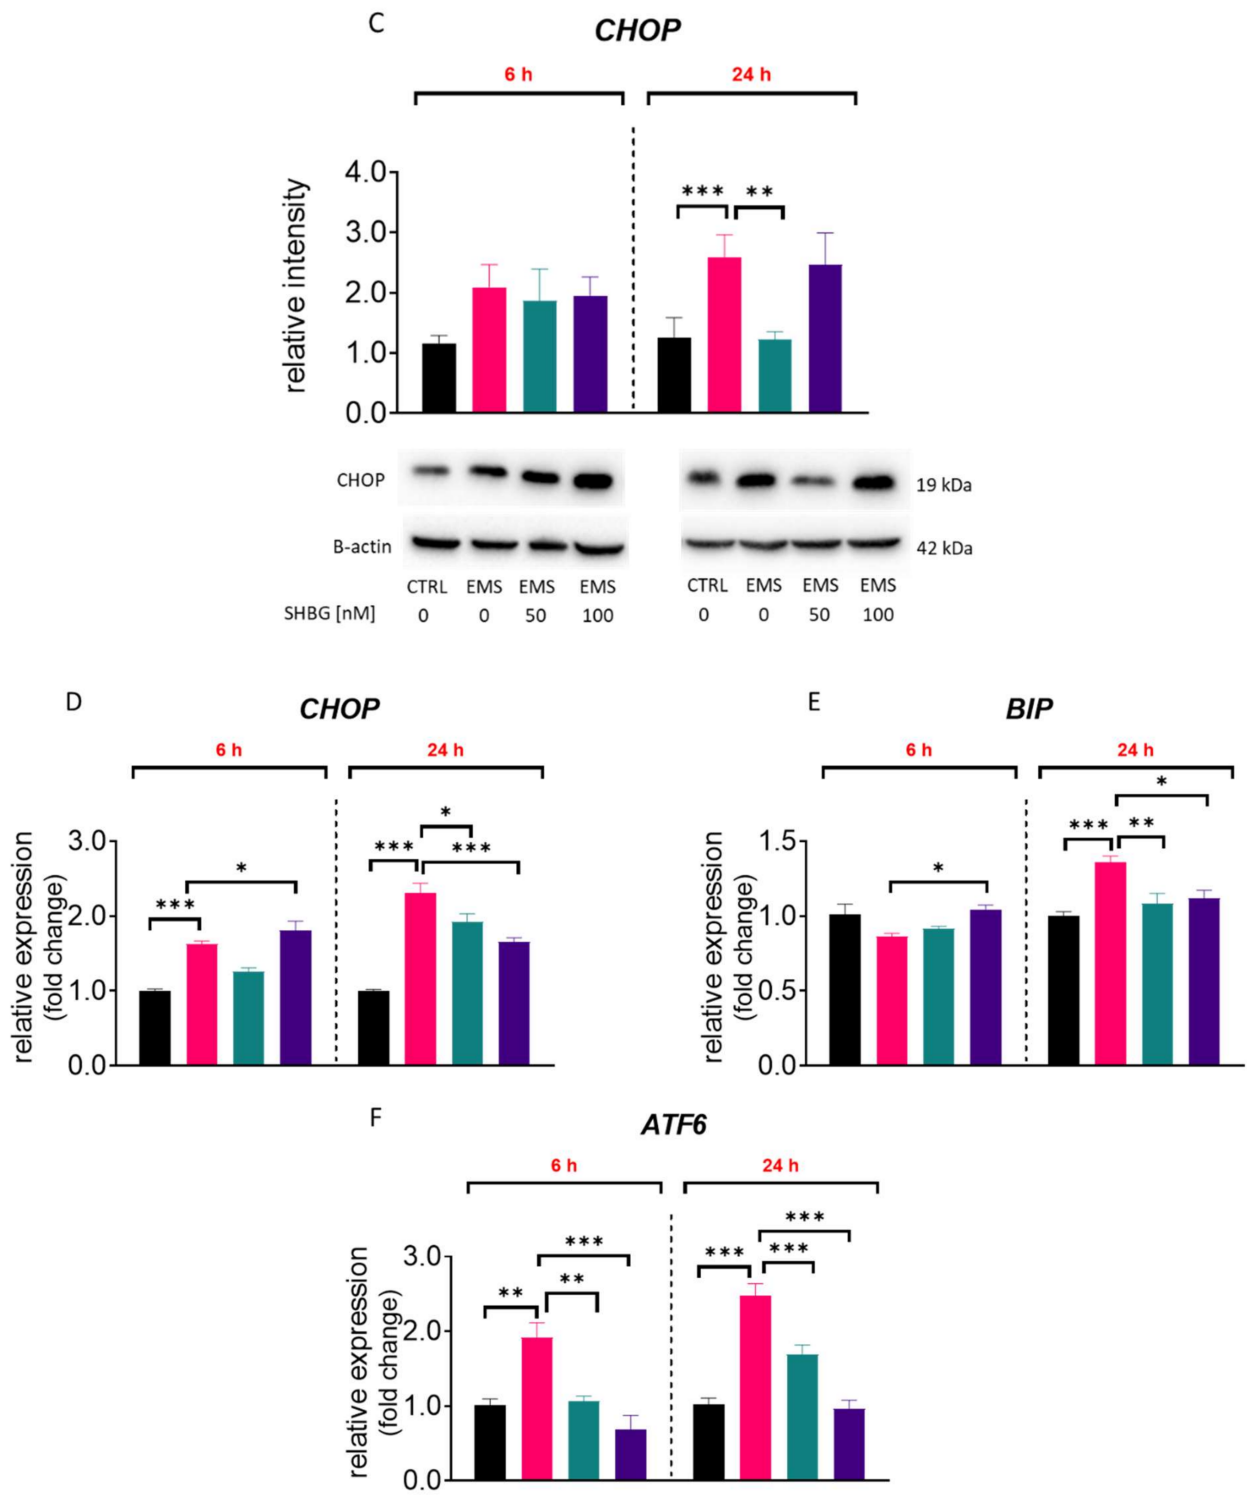 C
CHOP
6 h
24 h
relative intensity
4.0
3.0
2.0
1.0
0.0
*** **
CHOP
19 kDa
B-actin
42 kDa
CTRL EMS EMS EMS CTRL EMS EMS EMS
SHBG [nM] 0 0 50 100 0 0 50 100
D
CHOP
6 h
24 h
relative expression
(fold change)
3.0
2.0
1.0
0.0
***
*
***
*
***
E
BIP
6 h
24 h
relative expression
(fold change)
1.5
1.0
0.5
0.0
*
***
**
*
F
ATF6
6 h
24 h
relative expression
(fold change)
3.0
2.0
1.0
0.0
**
**
***
***
***
***